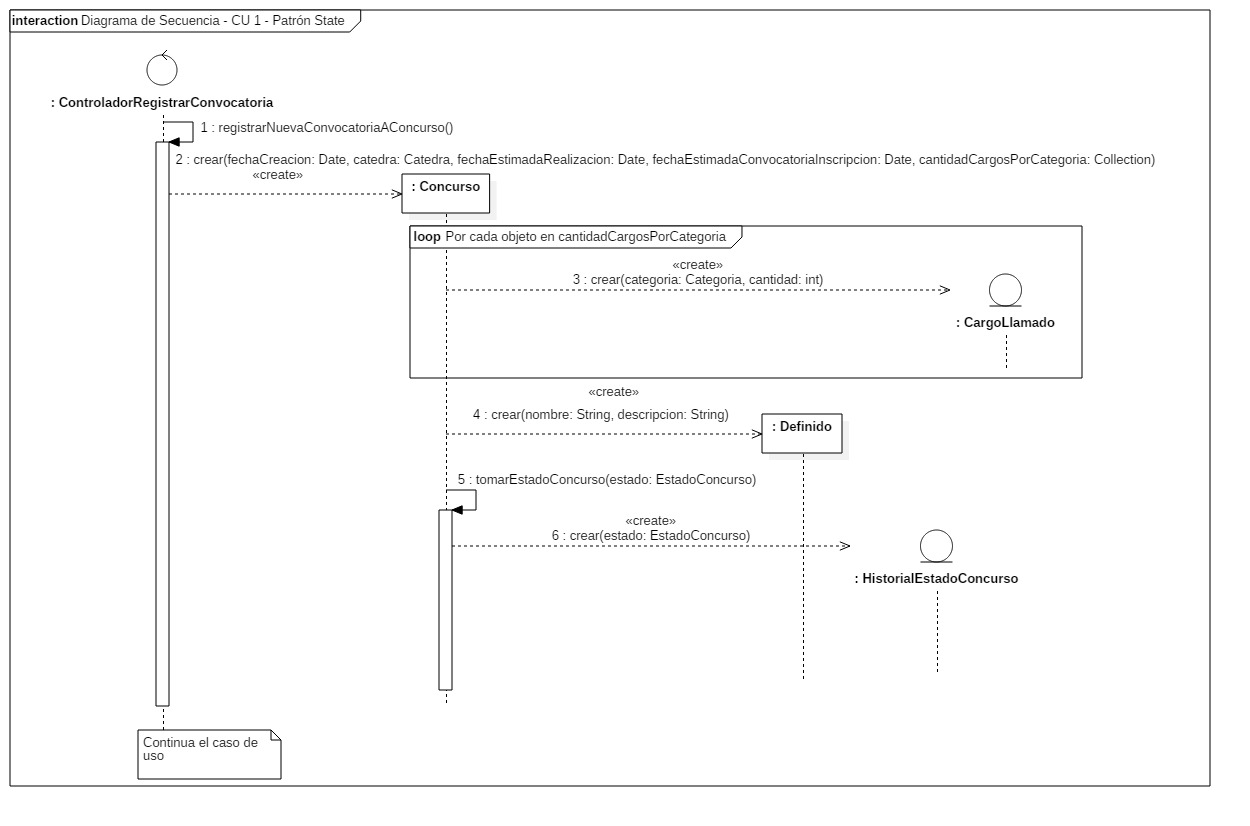 interaction Diagrama de Secuencia - CU 1 - Patrón State
: ControladorRegistrarConvocatoria
1 : registrarNuevaConvocatoriaAConcurso()
2 : crear(fechaCreacion: Date, catedra: Catedra, fechaEstimadaRealizacion: Date, fechaEstimadaConvocatoriaInscripcion: Date, cantidadCargosPorCategoria: Collection)
«create»
: Concurso
loop Por cada objeto en cantidadCargosPorCategoria
«create»
3 : crear(categoria: Categoria, cantidad: int)
: CargoLlamado
«create»
4 : crear(nombre: String, descripcion: String)
: Definido
5 : tomarEstadoConcurso(estado: EstadoConcurso)
«create»
6 : crear(estado: EstadoConcurso)
: HistorialEstadoConcurso
Continua el caso de
uso